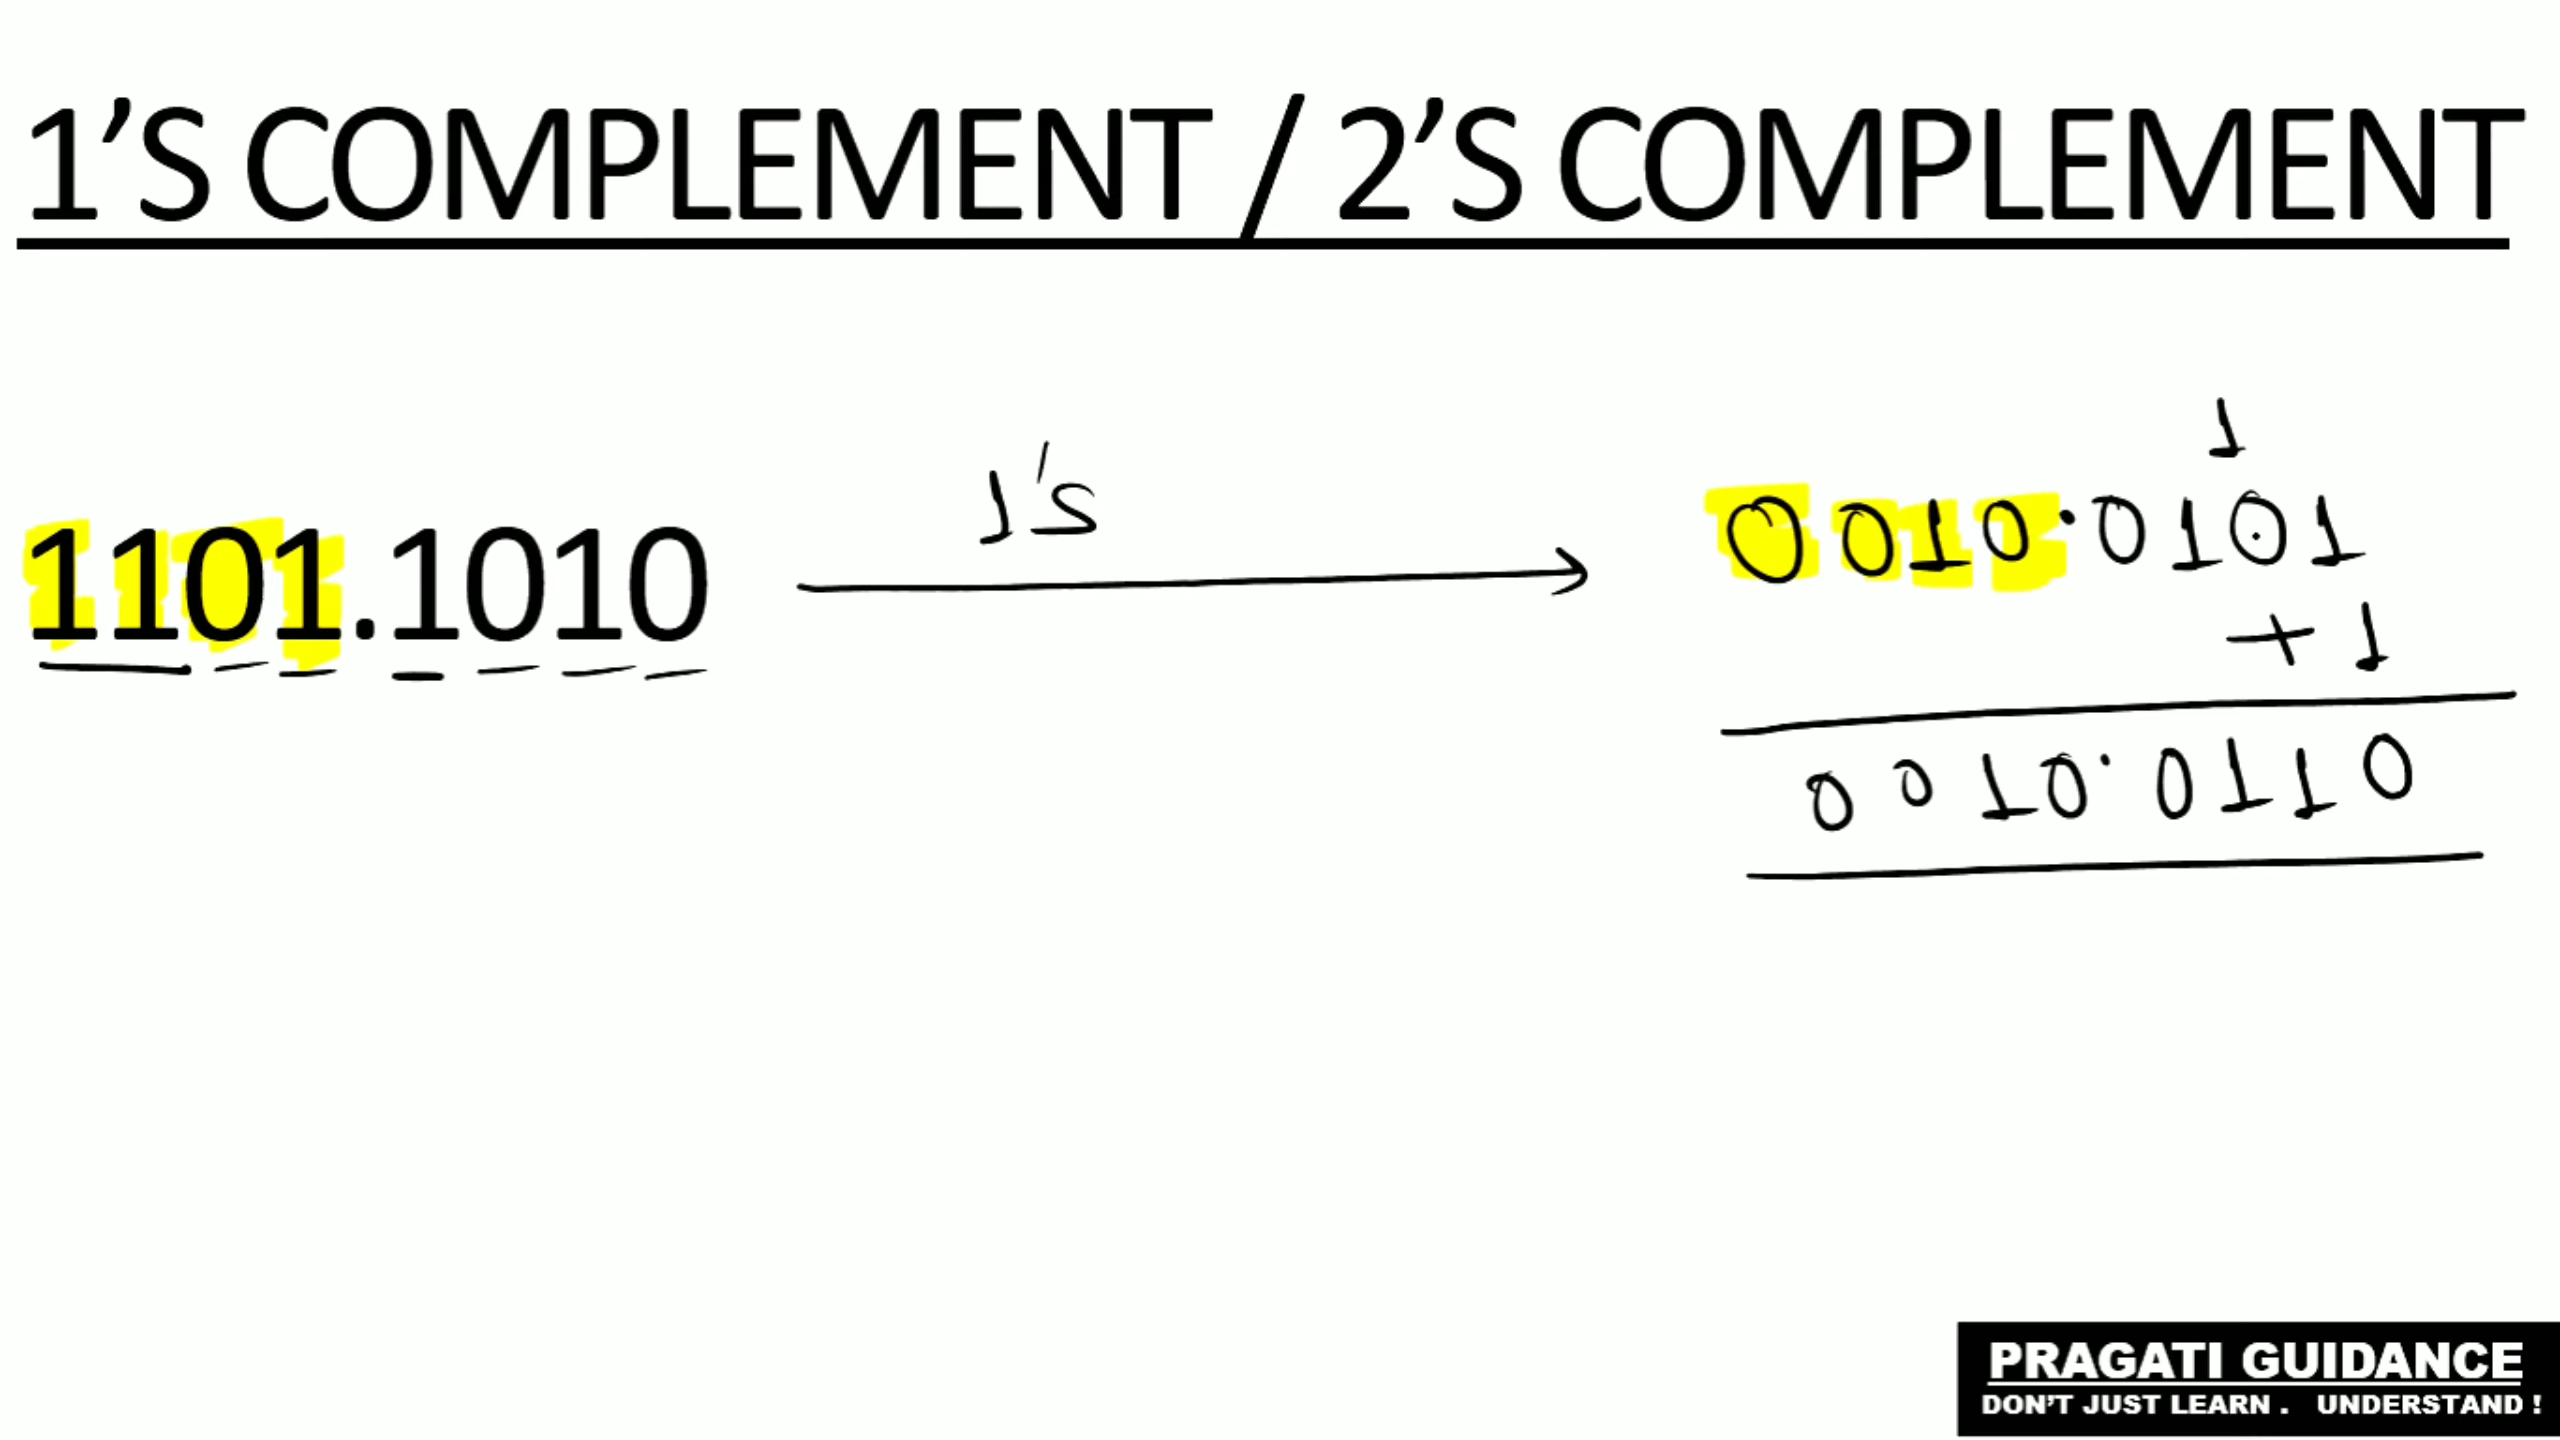 1’S COMPLEMENT / 2’S COMPLEMENT
1
1's
1101.1010
0010.0101
+1
0010.0110
PRAGATI GUIDANCE
DON’T JUST LEARN . UNDERSTAND !